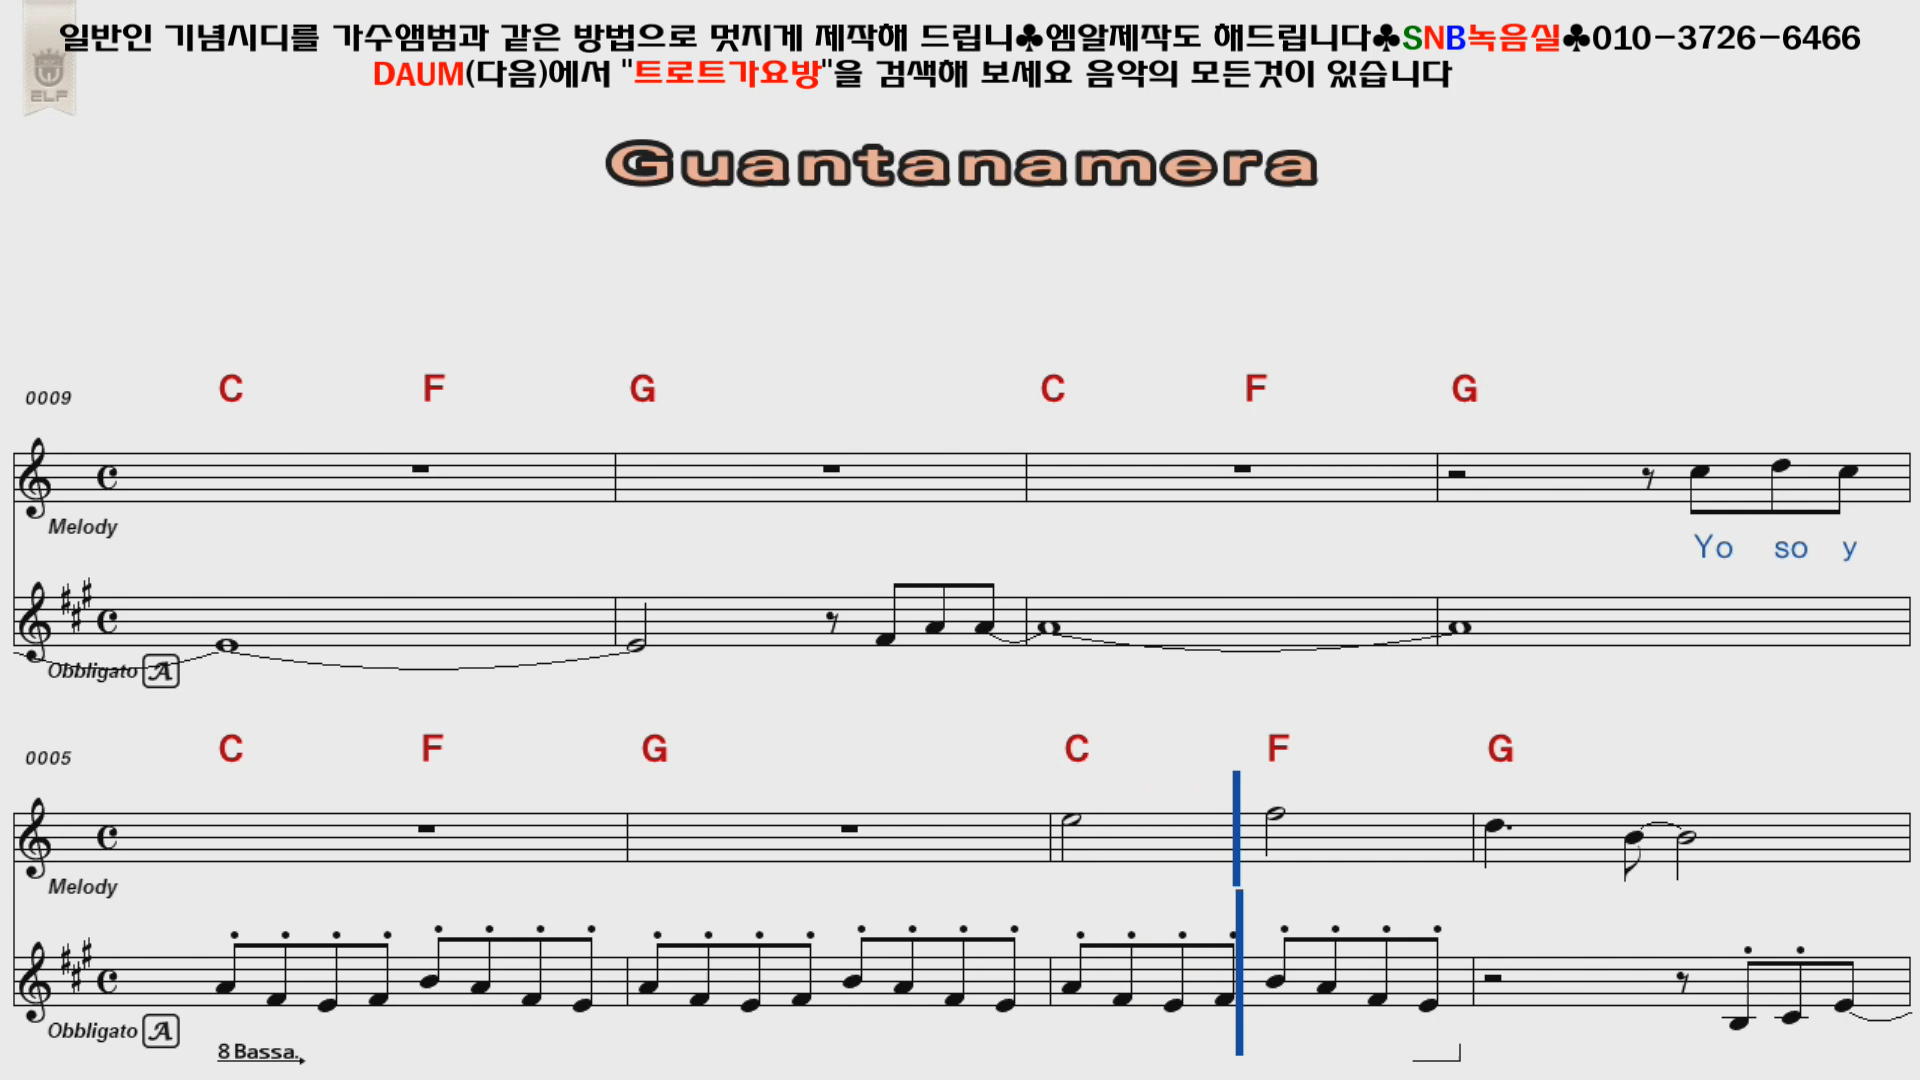 일반인 기념시디를 가수앰범과 같은 방법으로 멋지게 제작해 드립니♣엠알제작도 해드립니다♣SNB녹음실♣010-3726-6466
DAUM(다음)에서 "트로트가요방"을 검색해 보세요 음악의 모든것이 있습니다
ELF
Guantanamera
0009 C F G C F G
Melody
Yo so y
Obbligato A
0005 C F G C F G
Melody
Obbligato A
8 Bassa.